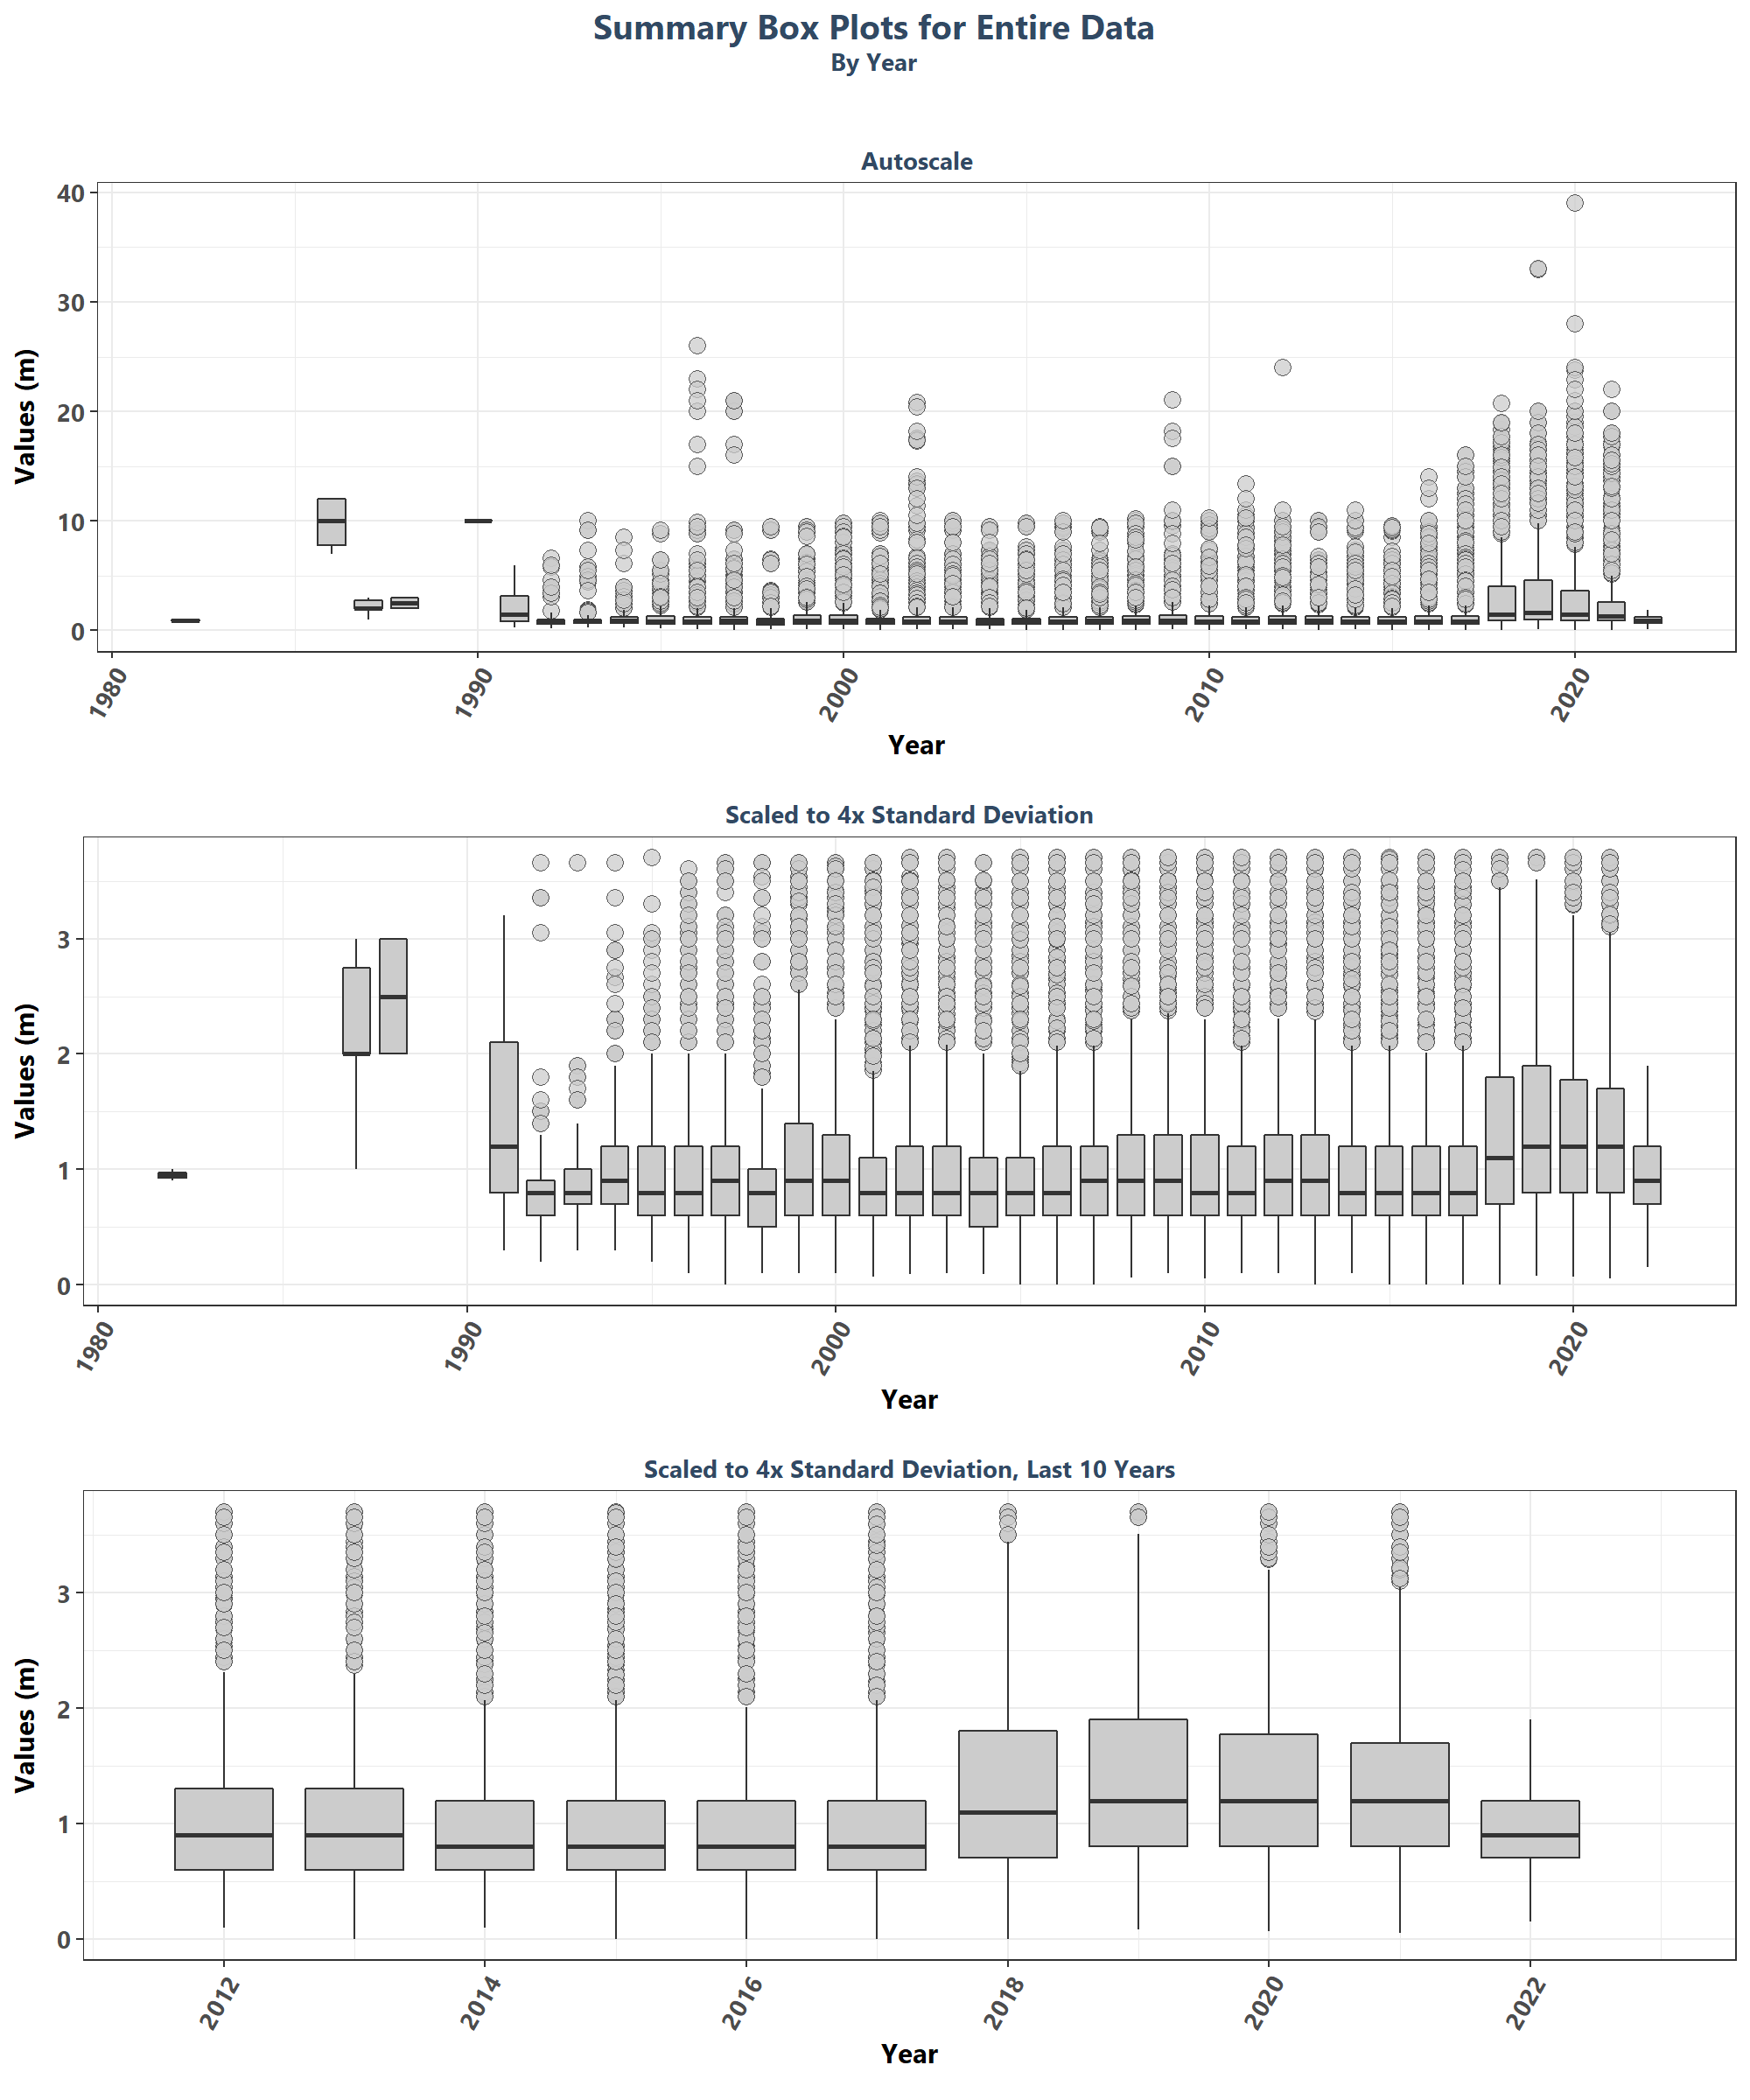 Summary Box Plots for Entire Data
By Year
Autoscale
Values (m)
40
30
20
10
0
1980
1990
2000
2010
2020
Year
Scaled to 4x Standard Deviation
Values (m)
3
2
1
0
1980
1990
2000
2010
2020
Year
Scaled to 4x Standard Deviation, Last 10 Years
Values (m)
3
2
1
0
2012
2014
2016
2018
2020
2022
Year